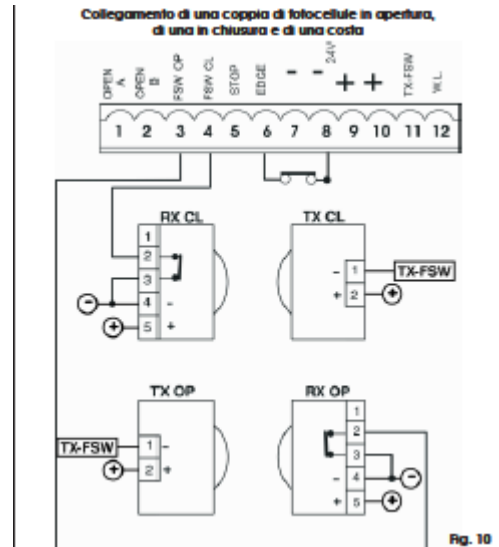 Collegamento di una coppia di fotocellule in apertura,
di una in chiusura e di una costa
OPEN A
OPEN B
FSW OP
FSW CL
STOP
EDGE
-
-
24V
+
+
TX-FSW
W.L.
1 2 3 4 5 6 7 8 9 10 11 12
RX CL
TX CL
1
2
3
4 -
5 +
-
+
- 1
+ 2
TX-FSW
+
TX OP
RX OP
TX-FSW
+
1 -
2 +
1
2
3
- 4
+ 5
-
+
Fig. 10